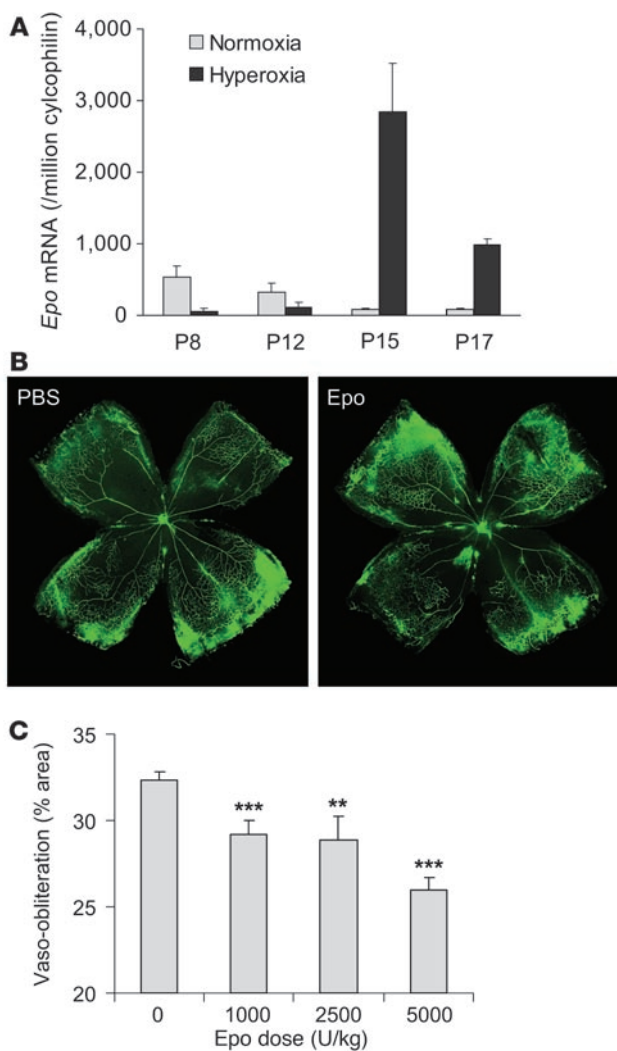 A
4,000
3,000
2,000
1,000
0
Epo mRNA (/million cylcophilin)
Normoxia
Hyperoxia
P8 P12 P15 P17
B
PBS
Epo
C
35
30
25
20
Vaso-obliteration (% area)
*** ** ***
0 1000 2500 5000
Epo dose (U/kg)